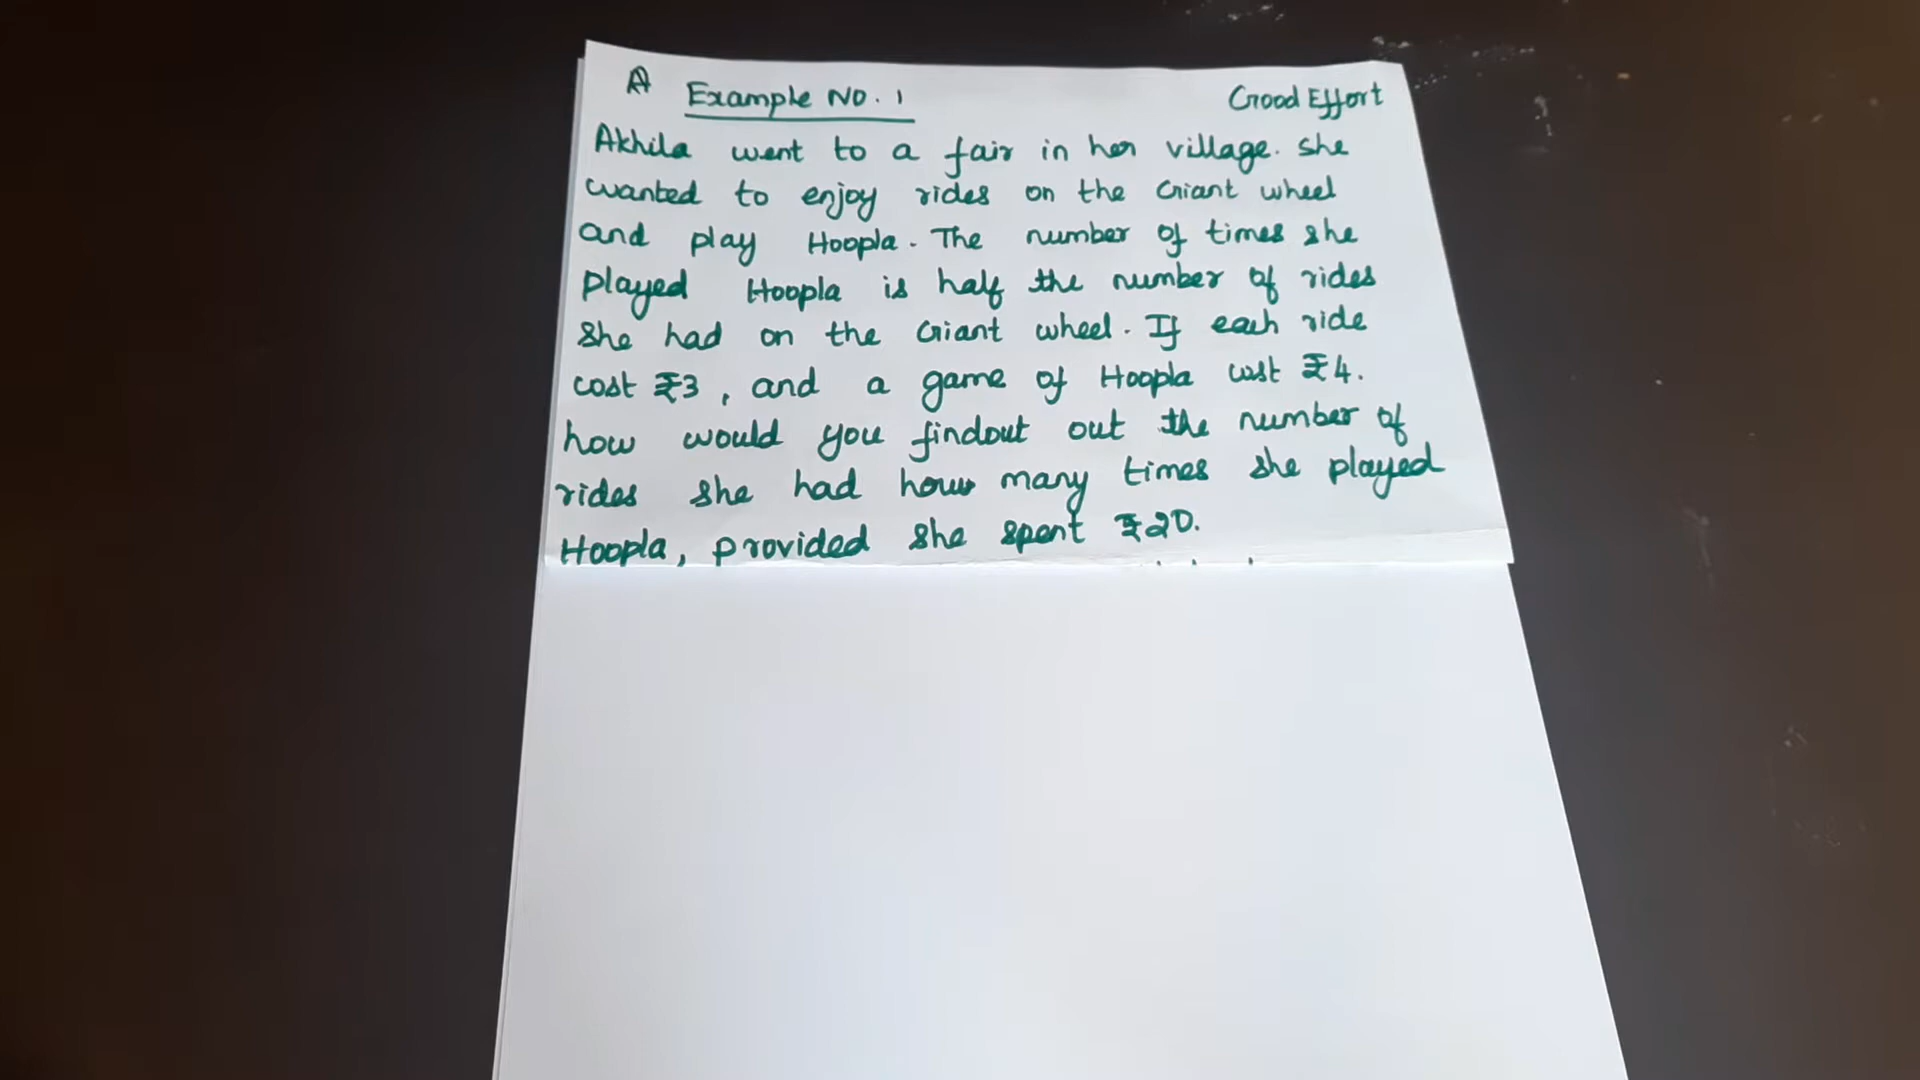 A Example NO. 1 Good Effort
Akhila went to a fair in her village. She
wanted to enjoy rides on the Giant wheel
and play Hoopla. The number of times she
played Hoopla is half the number of rides
she had on the Giant wheel. If each ride
cost ₹3, and a game of Hoopla cost ₹4.
how would you findout out the number of
rides she had how many times she played
Hoopla, provided she spent ₹20.